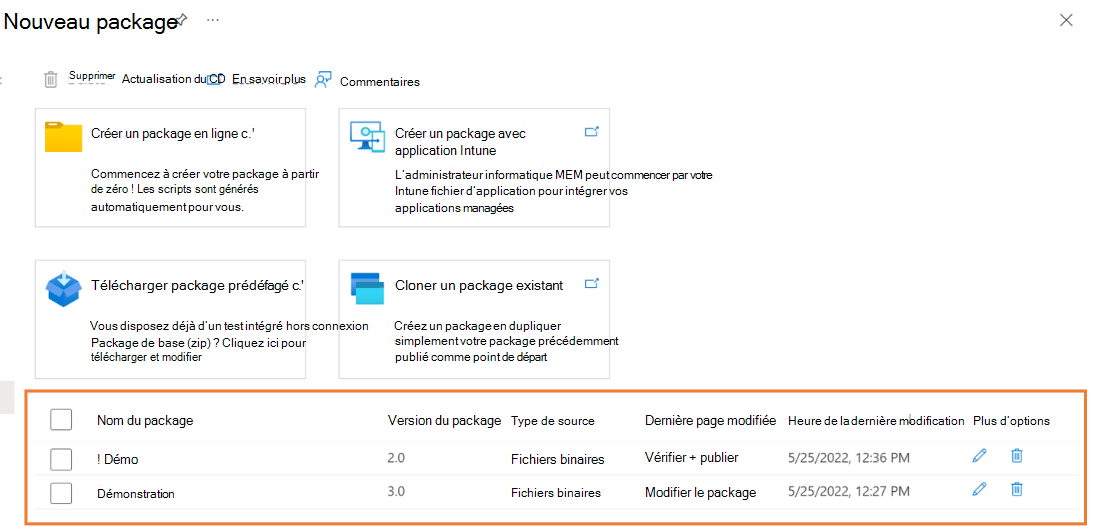 Nouveau package
Supprimer Actualisation du CD En savoir plus Commentaires
Créer un package en ligne c.'
Commencez à créer votre package à partir
de zéro ! Les scripts sont générés
automatiquement pour vous.
Créer un package avec
application Intune
L'administrateur informatique MEM peut commencer par votre
Intune fichier d'application pour intégrer vos
applications managées
Télécharger package prédéfagé c.'
Vous disposez déjà d'un test intégré hors connexion
Package de base (zip) ? Cliquez ici pour
télécharger et modifier
Cloner un package existant
Créez un package en dupliquer
simplement votre package précédemment
publié comme point de départ
Nom du package Version du package Type de source Dernière page modifiée Heure de la dernière modification Plus d'options
! Démo 2.0 Fichiers binaires Vérifier + publier 5/25/2022, 12:36 PM
Démonstration 3.0 Fichiers binaires Modifier le package 5/25/2022, 12:27 PM